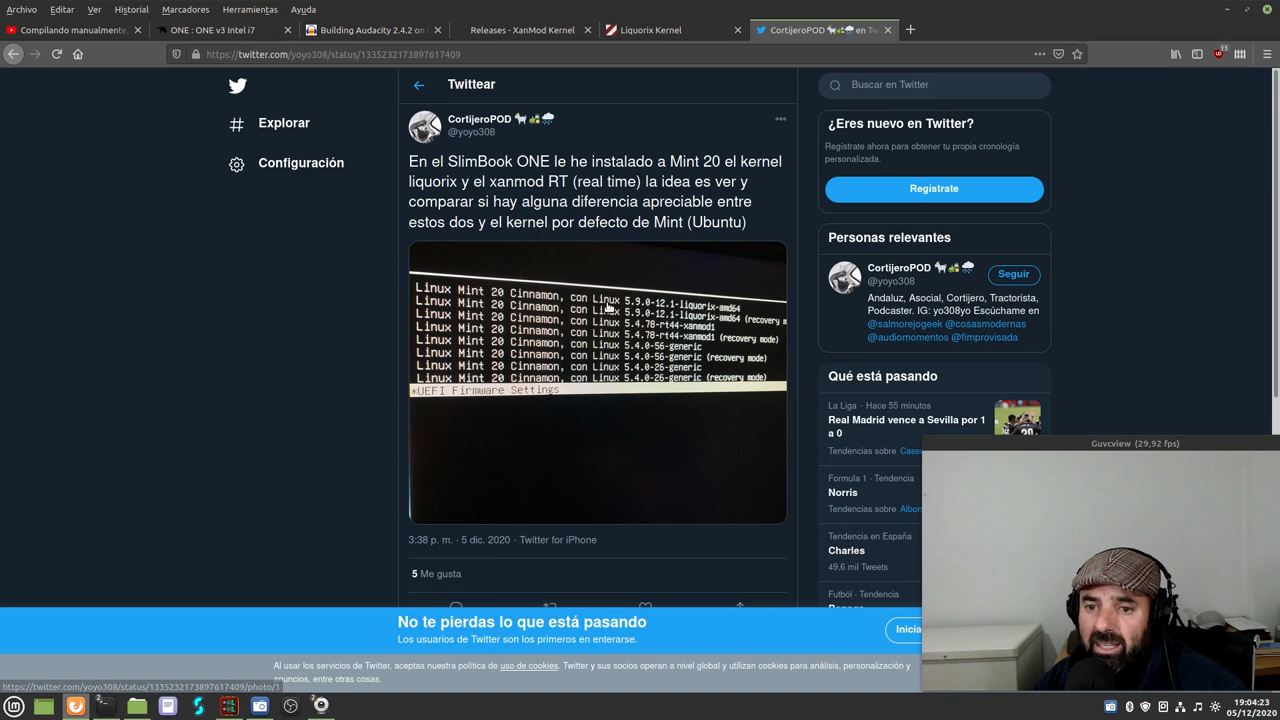 Archivo Editar Ver Historial Marcadores Herramientas Ayuda
Compilando manualmente,
ONE : ONE v3 Intel i7
Building Audacity 2.4.2 on
Releases - XanMod Kernel
Liquorix Kernel
CortijeroPOD en Tw
https://twitter.com/yoyo308/status/1335232173897617409
11
Explorar
Configuración
Twittear
CortijeroPOD
@yoyo308
En el SlimBook ONE le he instalado a Mint 20 el kernel
liquorix y el xanmod RT (real time) la idea es ver y
comparar si hay alguna diferencia apreciable entre
estos dos y el kernel por defecto de Mint (Ubuntu)
Linux Mint 20 Cinnamon, con Linux 5.9.0-12.1-liquorix-amd64
Linux Mint 20 Cinnamon, con Linux 5.9.0-12.1-liquorix-amd64 (recovery m
Linux Mint 20 Cinnamon, con Linux 5.4.78-rt44-xanmod1
Linux Mint 20 Cinnamon, con Linux 5.4.78-rt44-xanmod1 (recovery mode)
Linux Mint 20 Cinnamon, con Linux 5.4.0-56-generic
Linux Mint 20 Cinnamon, con Linux 5.4.0-56-generic (recovery mode)
Linux Mint 20 Cinnamon, con Linux 5.4.0-26-generic
Linux Mint 20 Cinnamon, con Linux 5.4.0-26-generic (recovery mode)
*UEFI Firmware Settings
3:38 p. m. · 5 dic. 2020 · Twitter for iPhone
5 Me gusta
Buscar en Twitter
¿Eres nuevo en Twitter?
Regístrate ahora para obtener tu propia cronología
personalizada.
Regístrate
Personas relevantes
CortijeroPOD
@yoyo308
Seguir
Andaluz, Asocial, Cortijero, Tractorista,
Podcaster. IG: yo308yo Escúchame en
@salmorejogeek @cosasmodernas
@audiomomentos @fimprovisada
Qué está pasando
La Liga · Hace 55 minutos
Real Madrid vence a Sevilla por 1
a 0
Tendencias sobre Case
Formula 1 · Tendencia
Norris
Tendencias sobre Albon
Tendencia en España
Charles
49,6 mil Tweets
Futból · Tendencia
Guvcview (29,92 fps)
No te pierdas lo que está pasando
Los usuarios de Twitter son los primeros en enterarse.
Inicia
Al usar los servicios de Twitter, aceptas nuestra política de uso de cookies. Twitter y sus socios operan a nivel global y utilizan cookies para análisis, personalización y
anuncios, entre otras cosas.
https://twitter.com/yoyo308/status/1335232173897617409/photo/1
2
19:04:23
05/12/2020